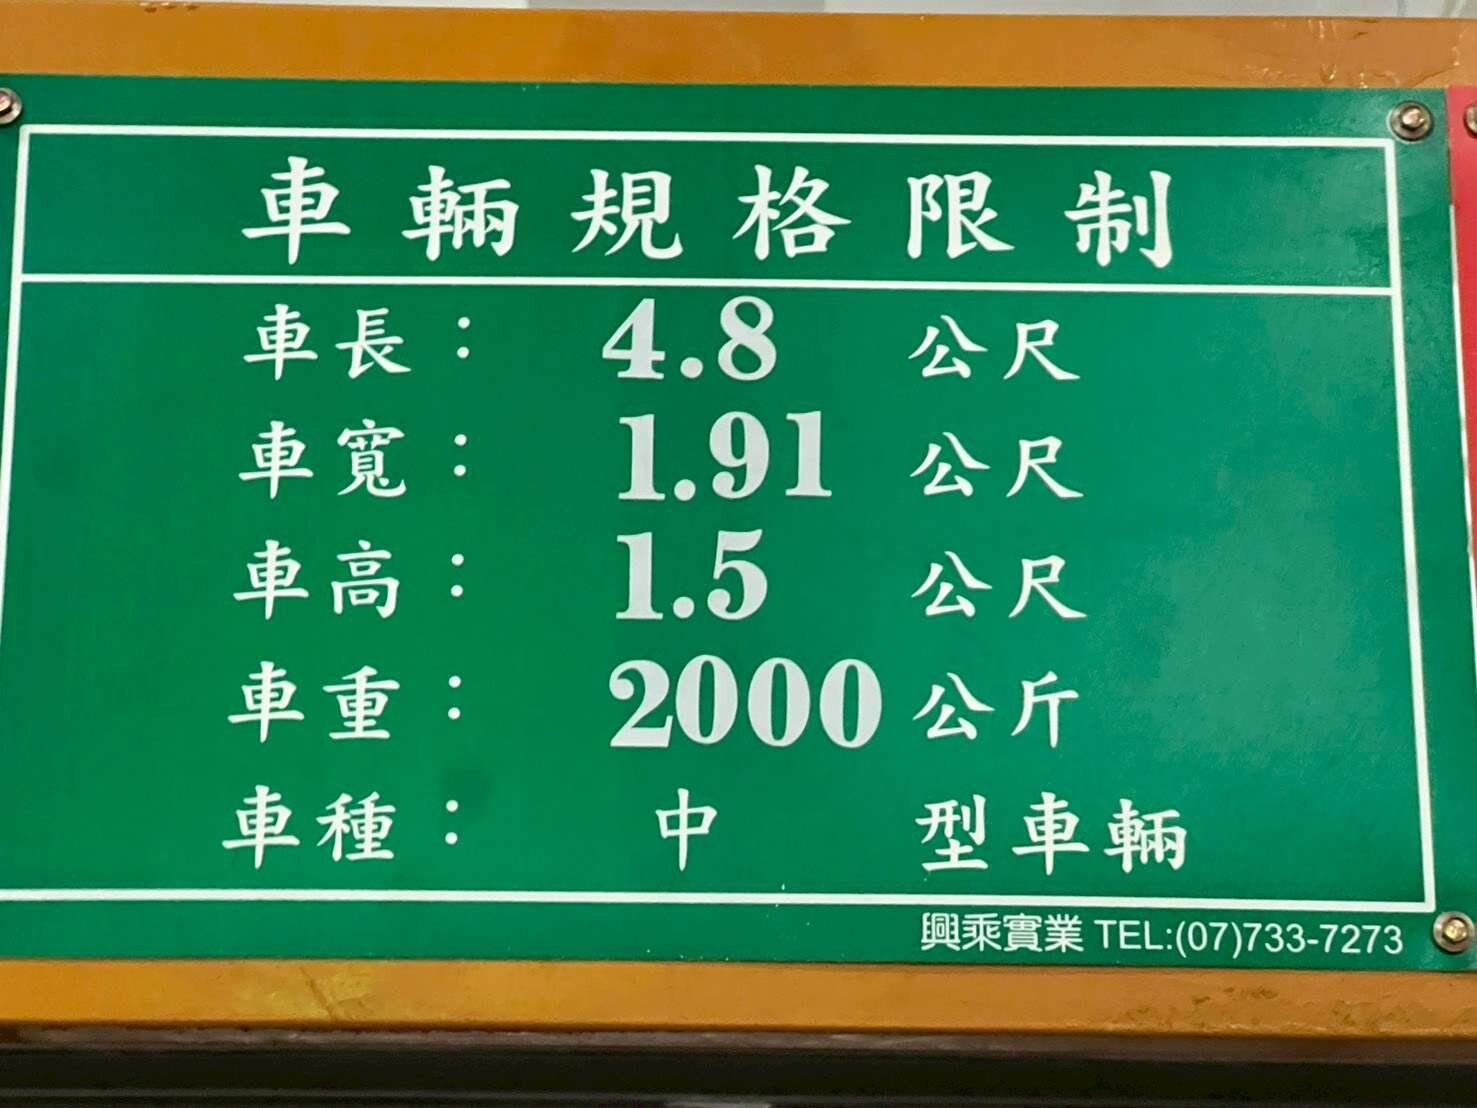 車輛規格限制
車長： 4.8 公尺
車寬： 1.91 公尺
車高： 1.5 公尺
車重： 2000 公斤
車種： 中 型車輛
興乘實業 TEL:(07)733-7273